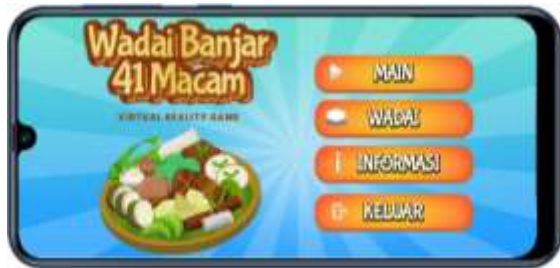 Wadai Banjar
41 Macam
VIRTUAL REALITY GAME
MAIN
WADAI
INFORMASI
KELUAR